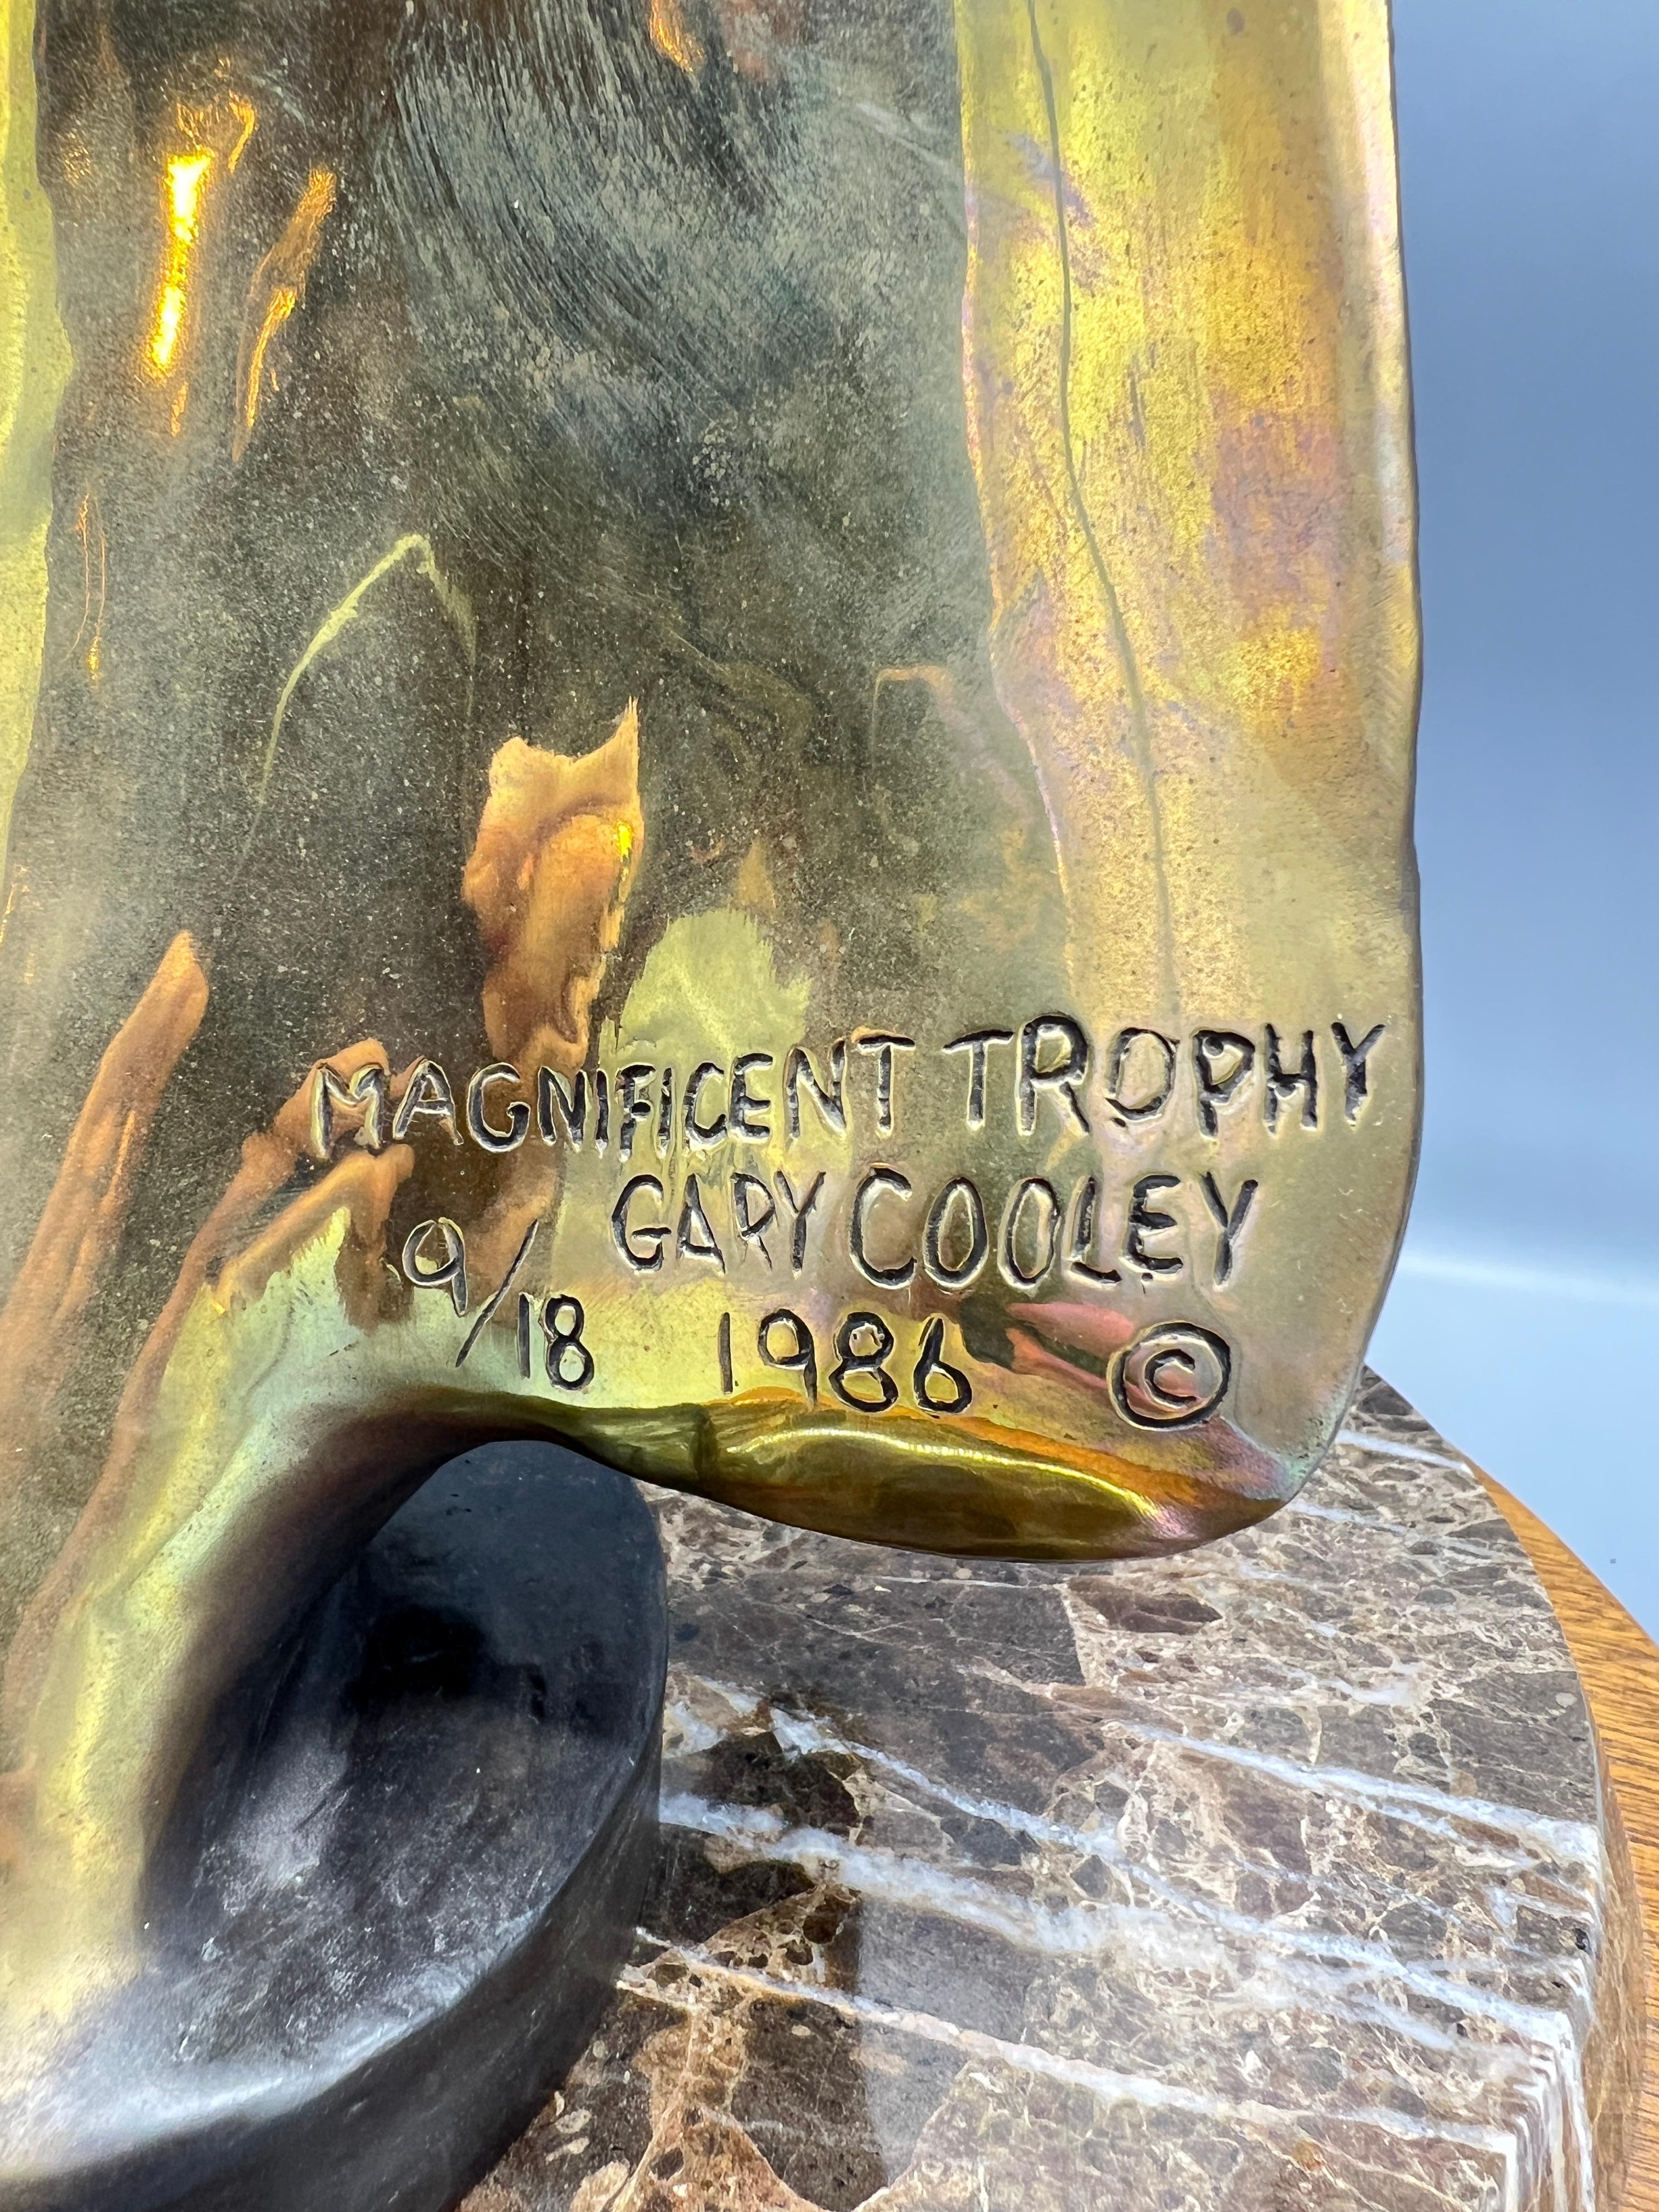 MAGNIFICENT TROPHY
GARY COOLEY
9/18 1986 ©